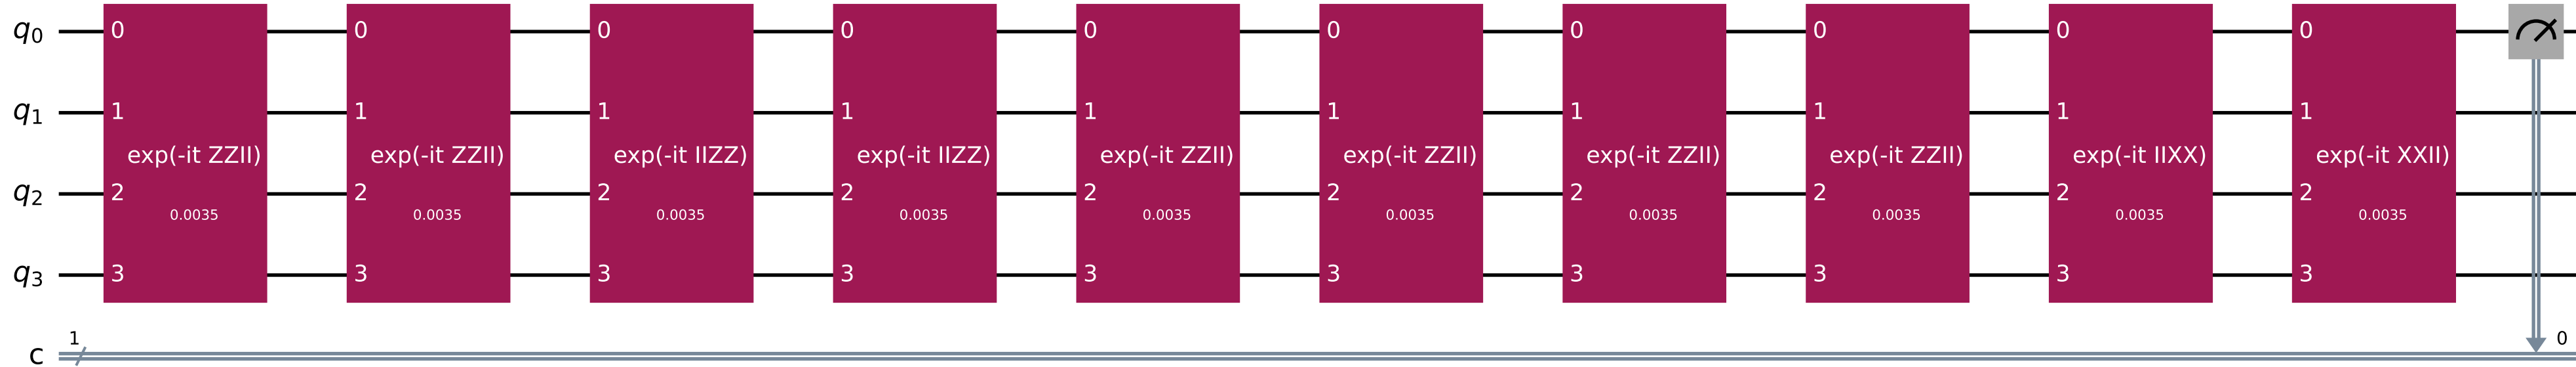 q0 0 0 0 0 0 0 0 0 0 0
q1 1 1 1 1 1 1 1 1 1 1
exp(-it ZZII) exp(-it ZZII) exp(-it IIZZ) exp(-it IIZZ) exp(-it ZZII) exp(-it ZZII) exp(-it ZZII) exp(-it ZZII) exp(-it IIXX) exp(-it XXII)
q2 2 2 2 2 2 2 2 2 2 2
0.0035 0.0035 0.0035 0.0035 0.0035 0.0035 0.0035 0.0035 0.0035 0.0035
q3 3 3 3 3 3 3 3 3 3 3
1 0
c